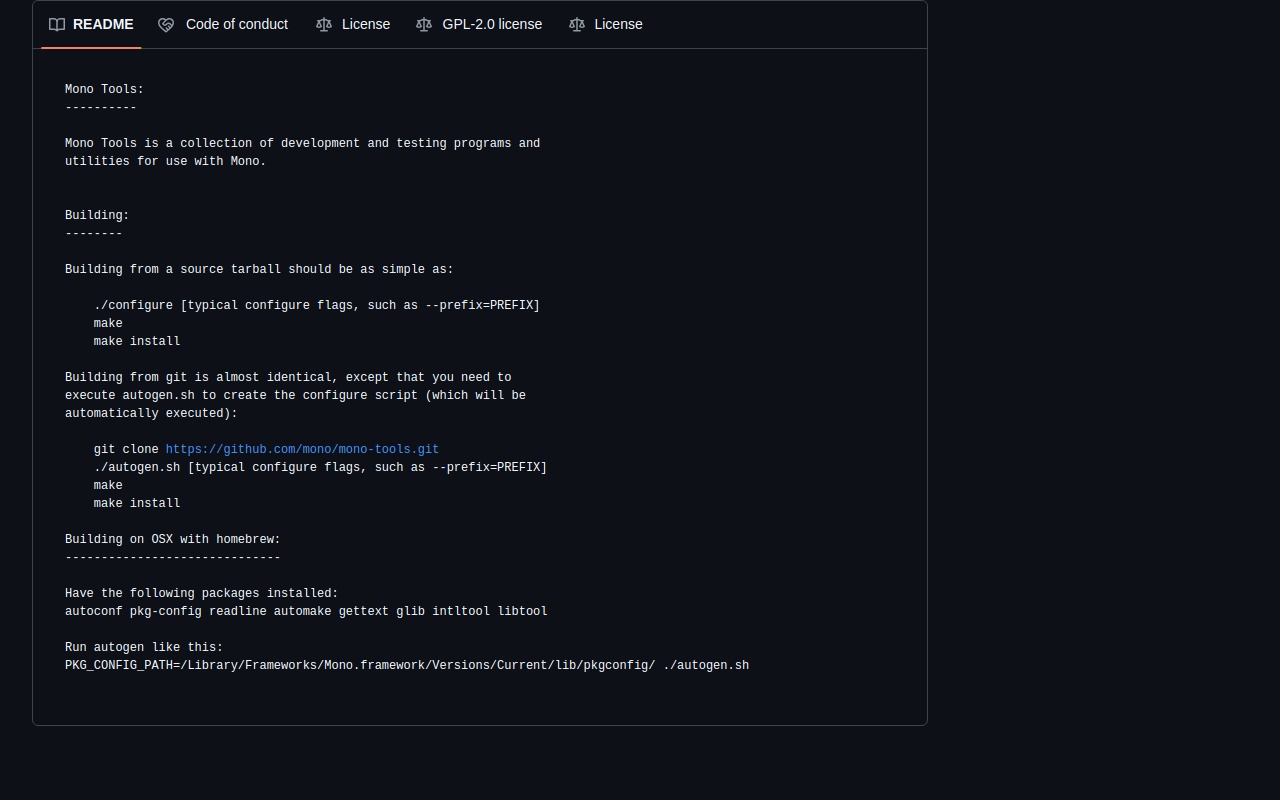 README
Code of conduct
License
GPL-2.0 license
License
Mono Tools:
----------
Mono Tools is a collection of development and testing programs and
utilities for use with Mono.
Building:
--------
Building from a source tarball should be as simple as:
./configure [typical configure flags, such as --prefix=PREFIX]
make
make install
Building from git is almost identical, except that you need to
execute autogen.sh to create the configure script (which will be
automatically executed):
git clone https://github.com/mono/mono-tools.git
./autogen.sh [typical configure flags, such as --prefix=PREFIX]
make
make install
Building on OSX with homebrew:
------------------------------
Have the following packages installed:
autoconf pkg-config readline automake gettext glib intltool libtool
Run autogen like this:
PKG_CONFIG_PATH=/Library/Frameworks/Mono.framework/Versions/Current/lib/pkgconfig/ ./autogen.sh